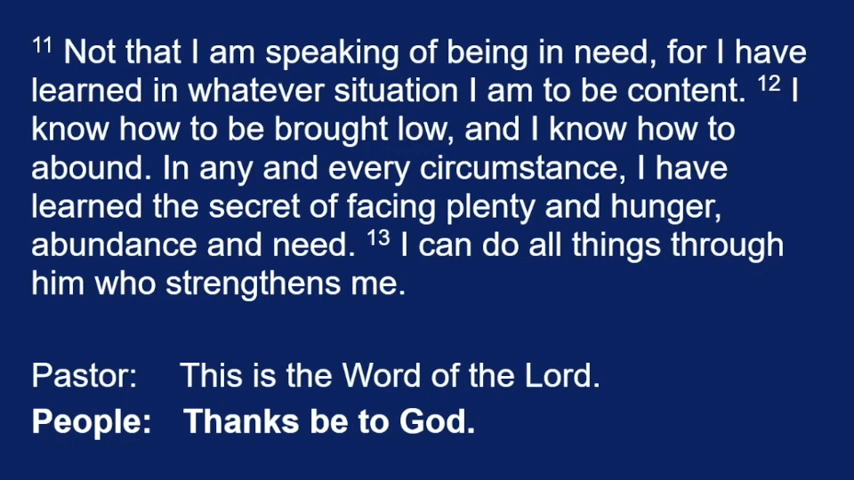 11 Not that I am speaking of being in need, for I have
learned in whatever situation I am to be content. 12 I
know how to be brought low, and I know how to
abound. In any and every circumstance, I have
learned the secret of facing plenty and hunger,
abundance and need. 13 I can do all things through
him who strengthens me.
Pastor: This is the Word of the Lord.
People: Thanks be to God.